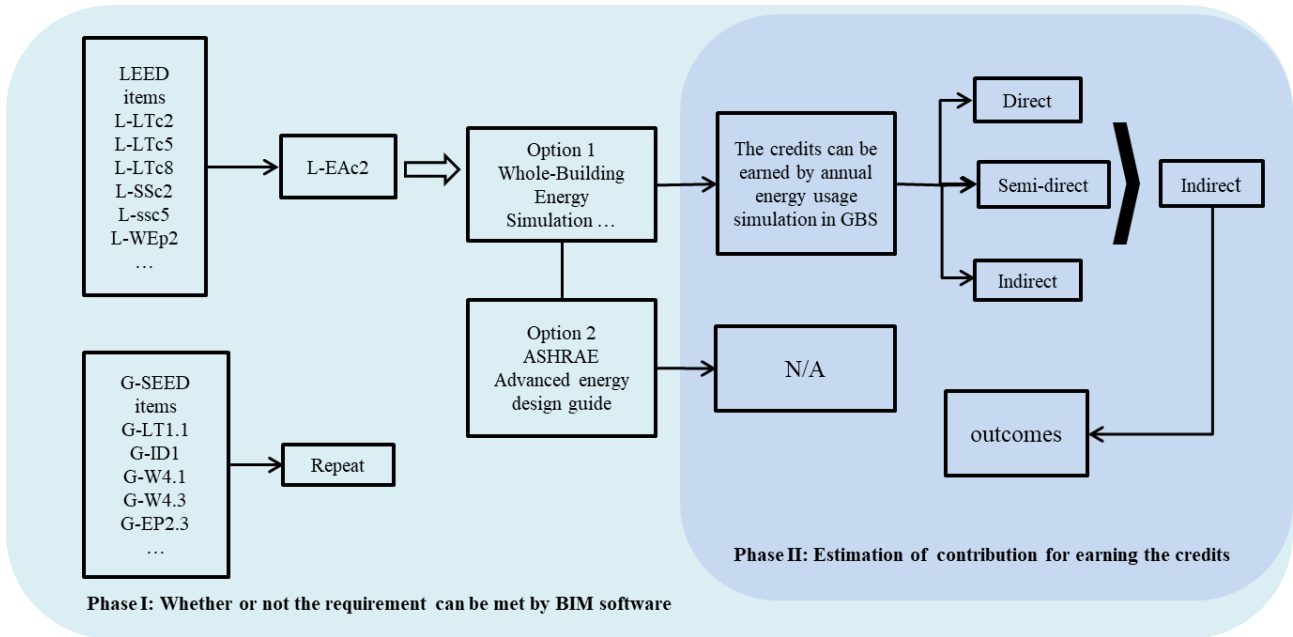 LEED
items
L-LTc2
L-LTc5
L-LTc8
L-SSc2
L-ssc5
L-WEp2
…
L-EAc2
Option 1
Whole-Building
Energy
Simulation …
Option 2
ASHRAE
Advanced energy
design guide
G-SEED
items
G-LT1.1
G-ID1
G-W4.1
G-W4.3
G-EP2.3
…
Repeat
Phase I: Whether or not the requirement can be met by BIM software
The credits can be
earned by annual
energy usage
simulation in GBS
N/A
Direct
Semi-direct
Indirect
Indirect
outcomes
Phase II: Estimation of contribution for earning the credits